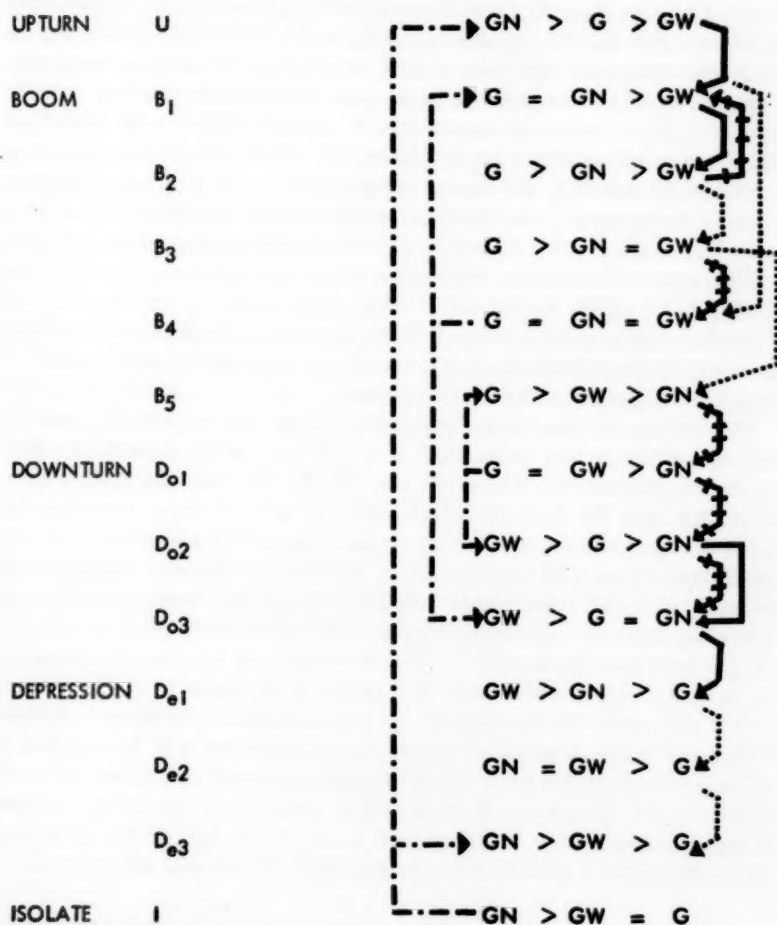 UPTURN U GN > G > GW
BOOM B1 G = GN > GW
B2 G > GN > GW
B3 G > GN = GW
B4 G = GN = GW
B5 G > GW > GN
DOWNTURN Do1 G = GW > GN
Do2 GW > G > GN
Do3 GW > G = GN
DEPRESSION De1 GW > GN > G
De2 GN = GW > G
De3 GN > GW > G
ISOLATE I GN > GW = G